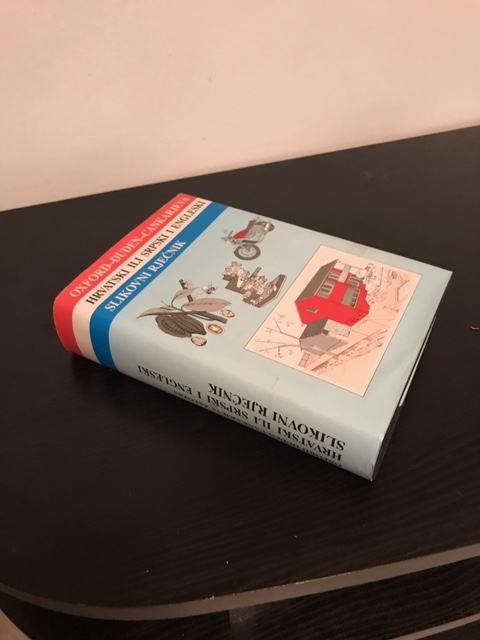 OXFORD-DUDEN-CANKARJEVA
HRVATSKI ILI SRPSKI I ENGLESKI
SLIKOVNI RJEČNIK
HRVATSKI ILI SRPSKI I ENGLESKI
SLIKOVNI RJEČNIK